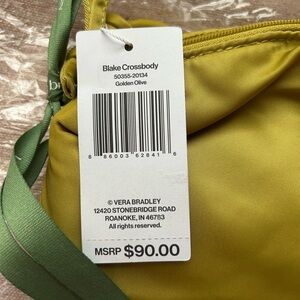 Blake Crossbody
50355-20134
Golden Olive
8 86003 62841 6
© VERA BRADLEY
12420 STONEBRIDGE ROAD
ROANOKE, IN 46783
All rights reserved.
MSRP $90.00